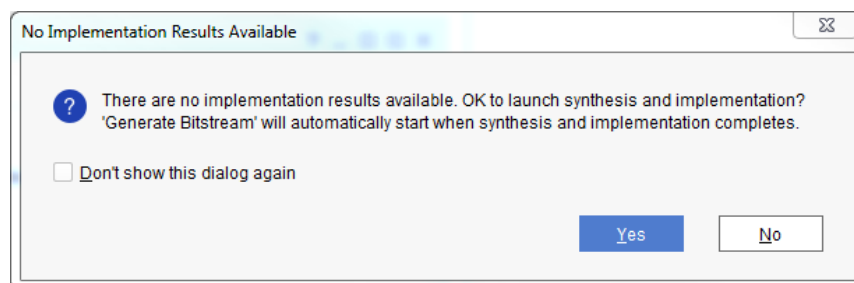 No Implementation Results Available
There are no implementation results available. OK to launch synthesis and implementation?
'Generate Bitstream' will automatically start when synthesis and implementation completes.
Don't show this dialog again
Yes
No